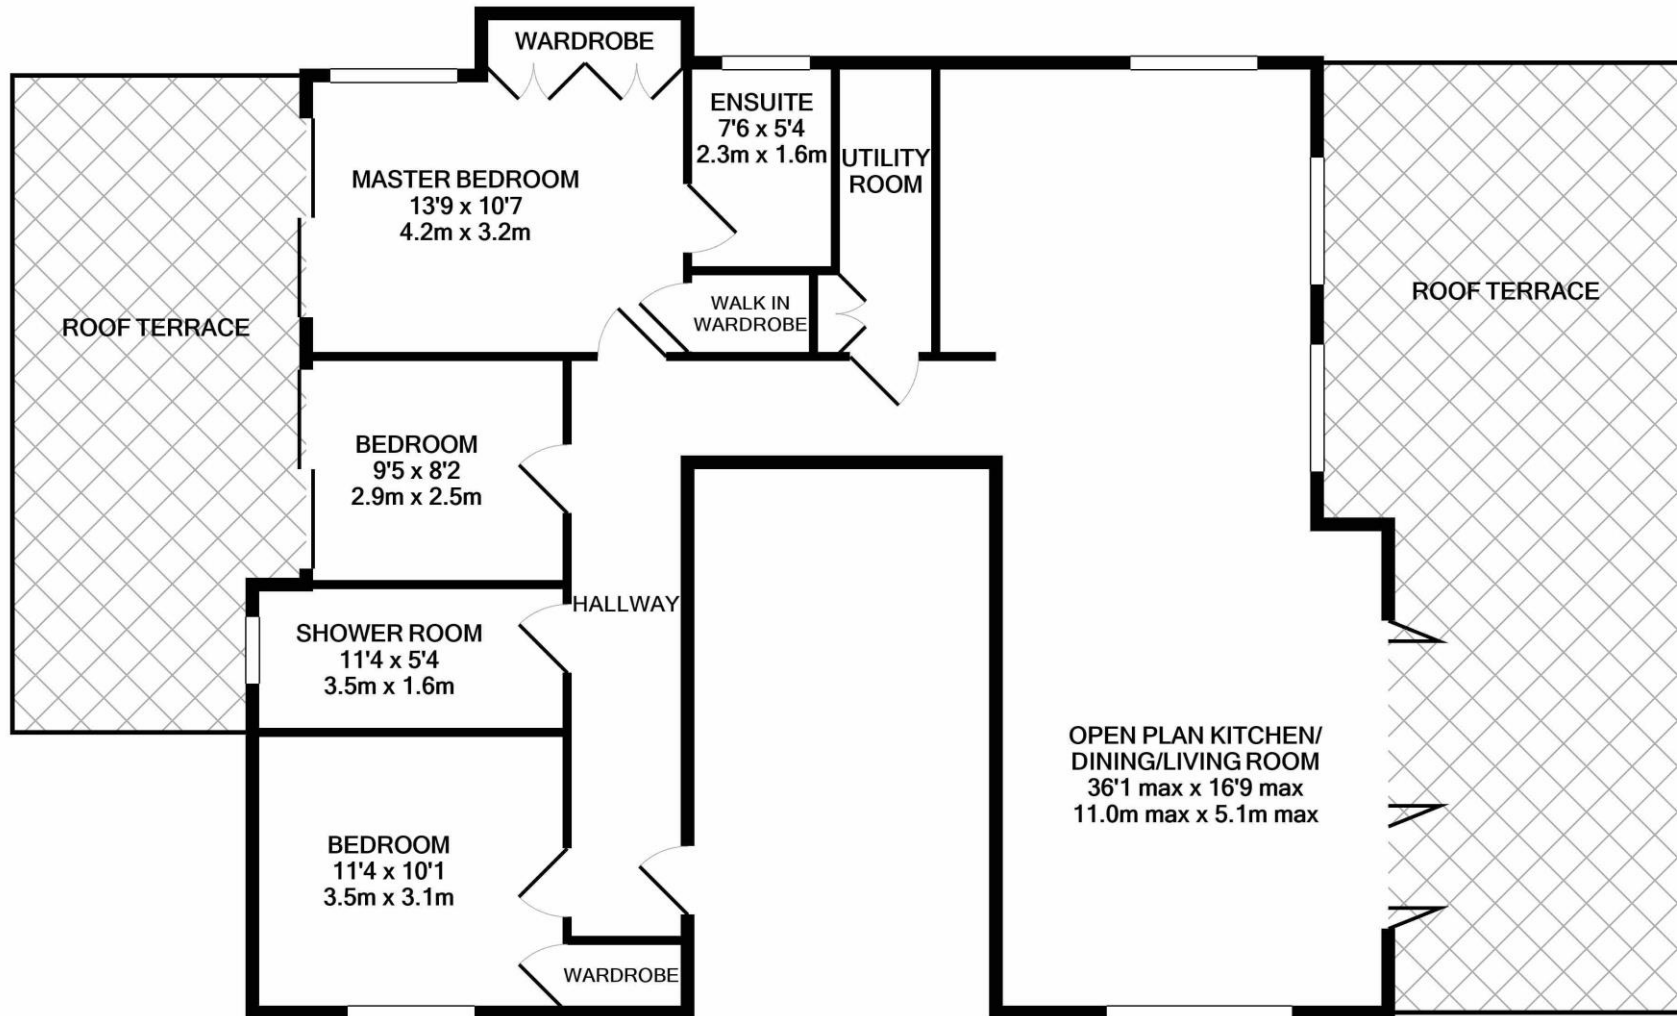 WARDROBE
ENSUITE
7'6 x 5'4
2.3m x 1.6m
UTILITY
ROOM
MASTER BEDROOM
13'9 x 10'7
4.2m x 3.2m
ROOF TERRACE
WALK IN
WARDROBE
ROOF TERRACE
BEDROOM
9'5 x 8'2
2.9m x 2.5m
HALLWAY
SHOWER ROOM
11'4 x 5'4
3.5m x 1.6m
OPEN PLAN KITCHEN/
DINING/LIVING ROOM
36'1 max x 16'9 max
11.0m max x 5.1m max
BEDROOM
11'4 x 10'1
3.5m x 3.1m
WARDROBE